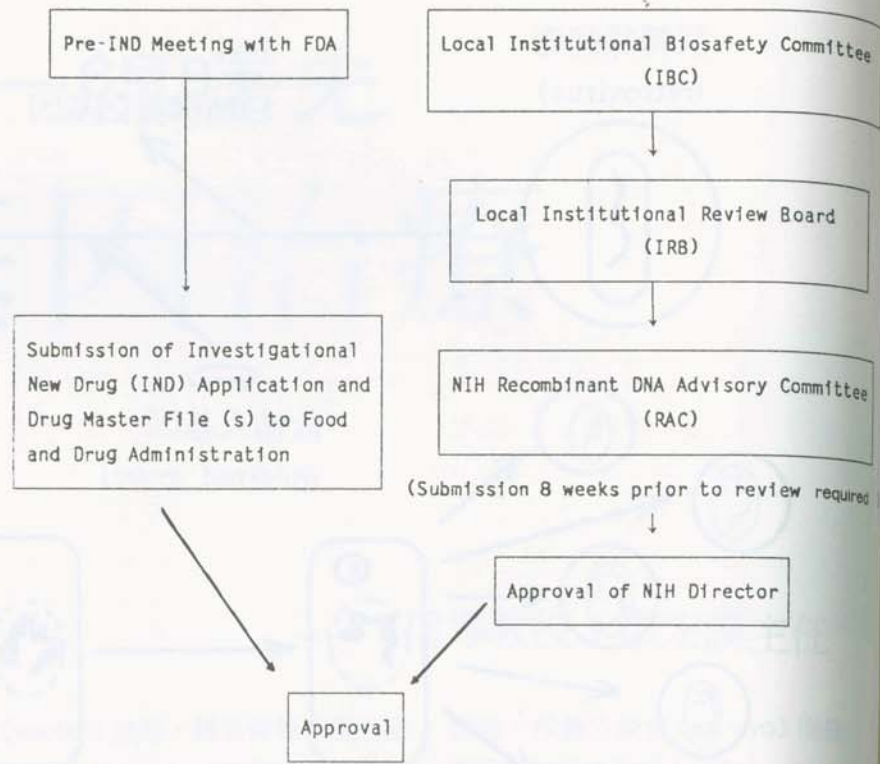 Pre-IND Meeting with FDA
Submission of Investigational
New Drug (IND) Application and
Drug Master File (s) to Food
and Drug Administration
Local Institutional Biosafety Committee
(IBC)
Local Institutional Review Board
(IRB)
NIH Recombinant DNA Advisory Committee
(RAC)
(Submission 8 weeks prior to review required
Approval of NIH Director
Approval